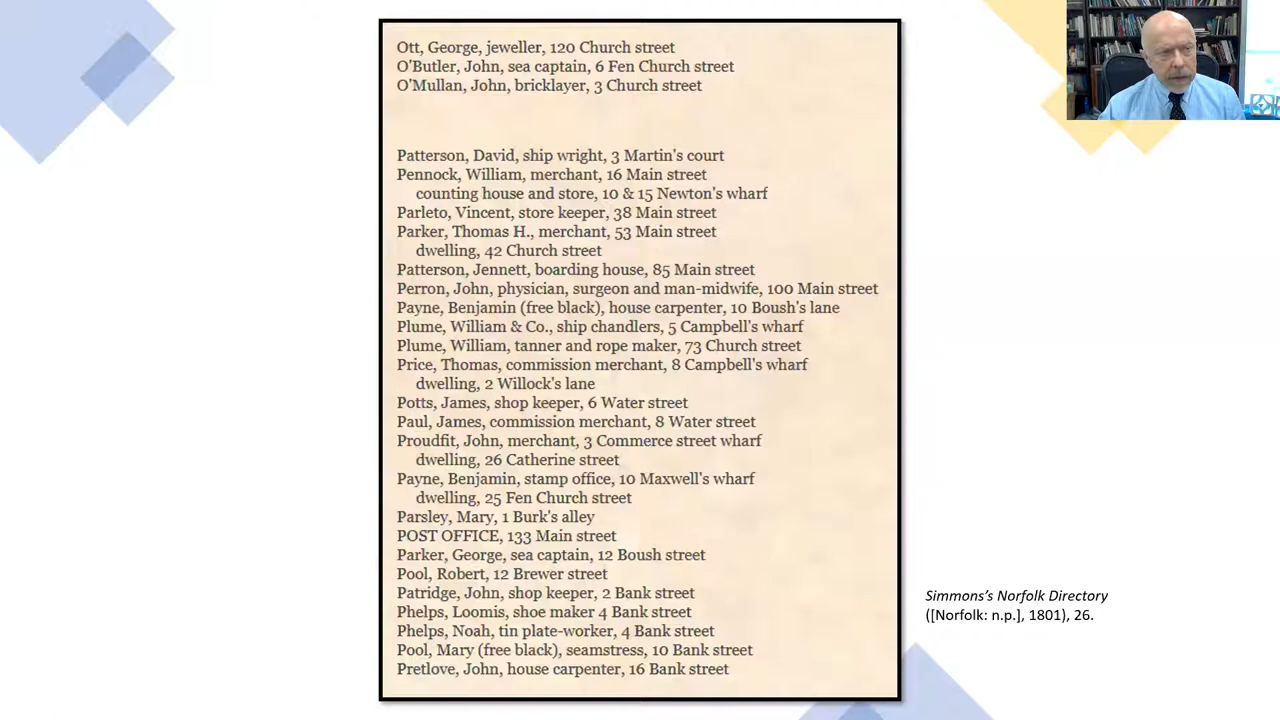 Ott, George, jeweller, 120 Church street
O'Butler, John, sea captain, 6 Fen Church street
O'Mullan, John, bricklayer, 3 Church street
Patterson, David, ship wright, 3 Martin's court
Pennock, William, merchant, 16 Main street
counting house and store, 10 & 15 Newton's wharf
Parleto, Vincent, store keeper, 38 Main street
Parker, Thomas H., merchant, 53 Main street
dwelling, 42 Church street
Patterson, Jennett, boarding house, 85 Main street
Perron, John, physician, surgeon and man-midwife, 100 Main street
Payne, Benjamin (free black), house carpenter, 10 Boush's lane
Plume, William & Co., ship chandlers, 5 Campbell's wharf
Plume, William, tanner and rope maker, 73 Church street
Price, Thomas, commission merchant, 8 Campbell's wharf
dwelling, 2 Willock's lane
Potts, James, shop keeper, 6 Water street
Paul, James, commission merchant, 8 Water street
Proudfit, John, merchant, 3 Commerce street wharf
dwelling, 26 Catherine street
Payne, Benjamin, stamp office, 10 Maxwell's wharf
dwelling, 25 Fen Church street
Parsley, Mary, 1 Burk's alley
POST OFFICE, 133 Main street
Parker, George, sea captain, 12 Boush street
Pool, Robert, 12 Brewer street
Patridge, John, shop keeper, 2 Bank street
Phelps, Loomis, shoe maker 4 Bank street
Phelps, Noah, tin plate-worker, 4 Bank street
Pool, Mary (free black), seamstress, 10 Bank street
Pretlove, John, house carpenter, 16 Bank street
Simmons's Norfolk Directory
([Norfolk: n.p.], 1801), 26.